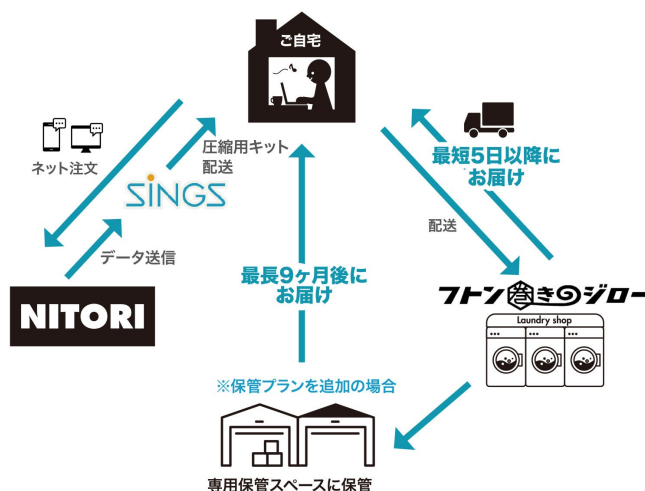 ご自宅
ネット注文
圧縮用キット
配送
SiNGS
データ送信
NITORI
最短5日以降に
お届け
配送
フトン巻きのジロー
Laundry shop
最長9ヶ月後に
お届け
※保管プランを追加の場合
専用保管スペースに保管